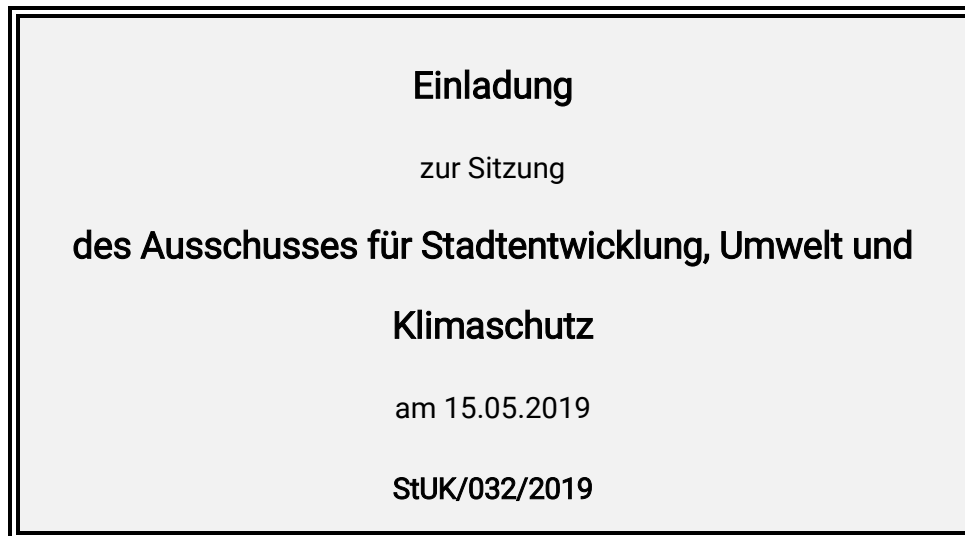 Einladung
zur Sitzung
des Ausschusses für Stadtentwicklung, Umwelt und
Klimaschutz
am 15.05.2019
StUK/032/2019